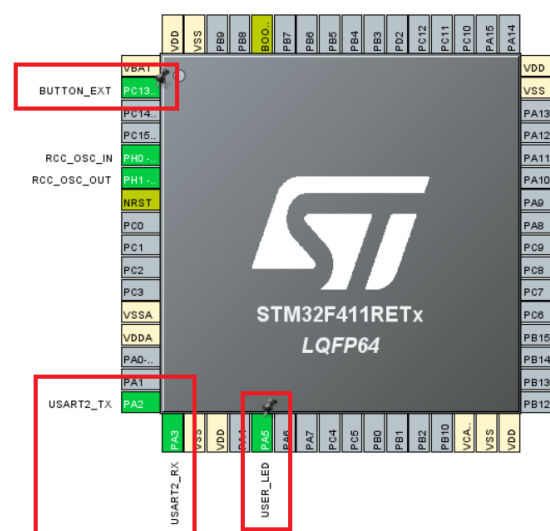 VDD
VSS
PB9
PB8
BOO..
PB7
PB6
PB5
PB4
PB3
PD2
PC12
PC11
PC10
PA15
PA14
VBAT
BUTTON_EXT PC13..
PC14..
PC15..
RCC_OSC_IN PH0-..
RCC_OSC_OUT PH1-..
NRST
PC0
PC1
PC2
PC3
VSSA
VDDA
PA0-..
PA1
USART2_TX PA2
STM32F411RETx
LQFP64
VDD
VSS
PA13
PA12
PA11
PA10
PA9
PA8
PC9
PC8
PC7
PC6
PB15
PB14
PB13
PB12
PA3
VSS
VDD
PA4
PA5
PA6
PA7
PC4
PC5
PB0
PB1
PB2
PB10
VCA..
VSS
VDD
USART2_RX
USER_LED